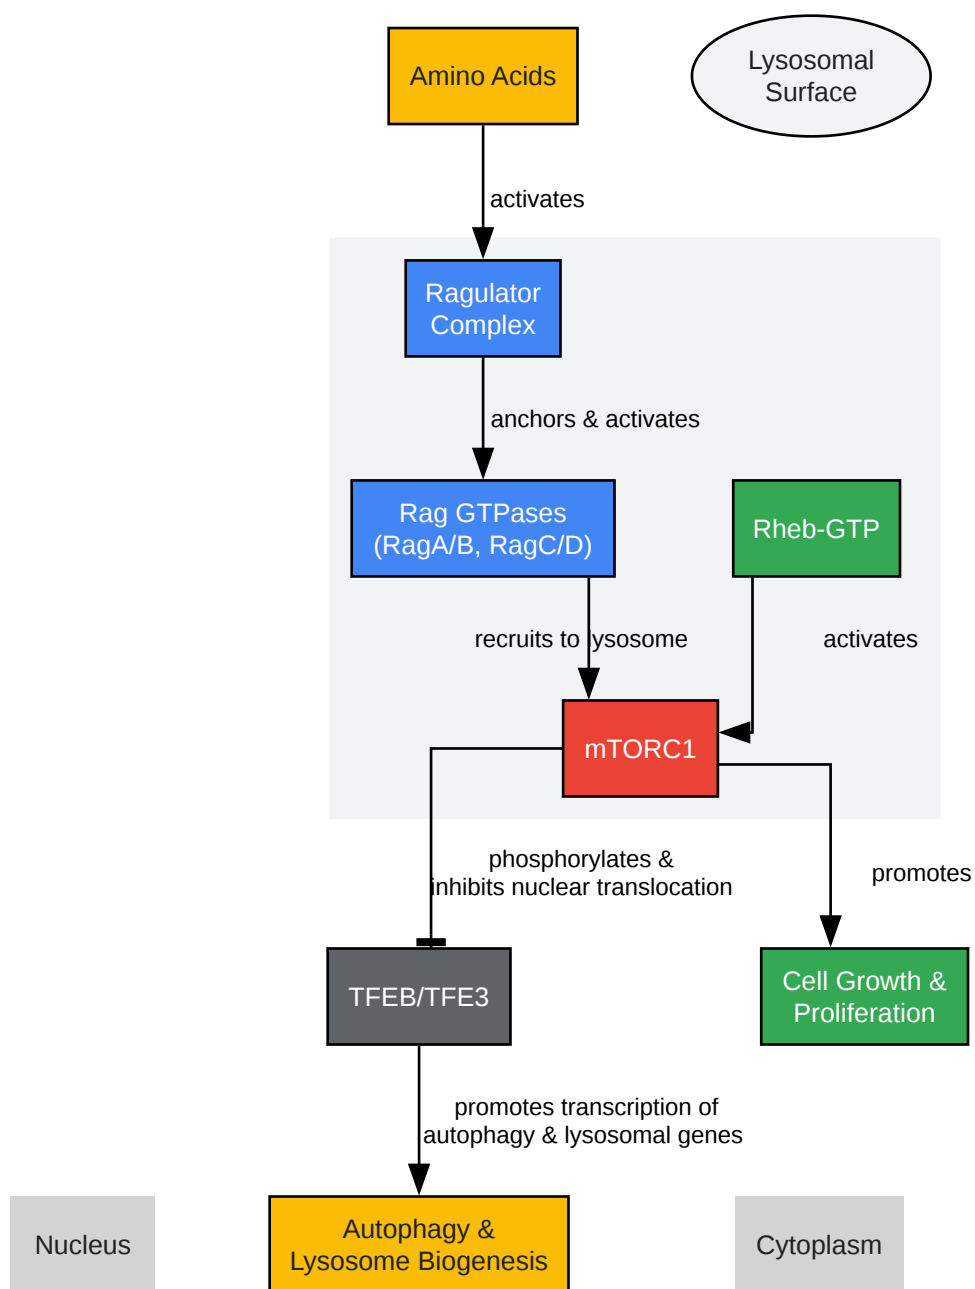 Amino Acids
Lysosomal
Surface
activates
Ragulator
Complex
anchors & activates
Rag GTPases
(RagA/B, RagC/D)
Rheb-GTP
recruits to lysosome
activates
mTORC1
phosphorylates &
inhibits nuclear translocation
promotes
TFEB/TFE3
Cell Growth &
Proliferation
promotes transcription of
autophagy & lysosomal genes
Nucleus
Autophagy &
Lysosome Biogenesis
Cytoplasm